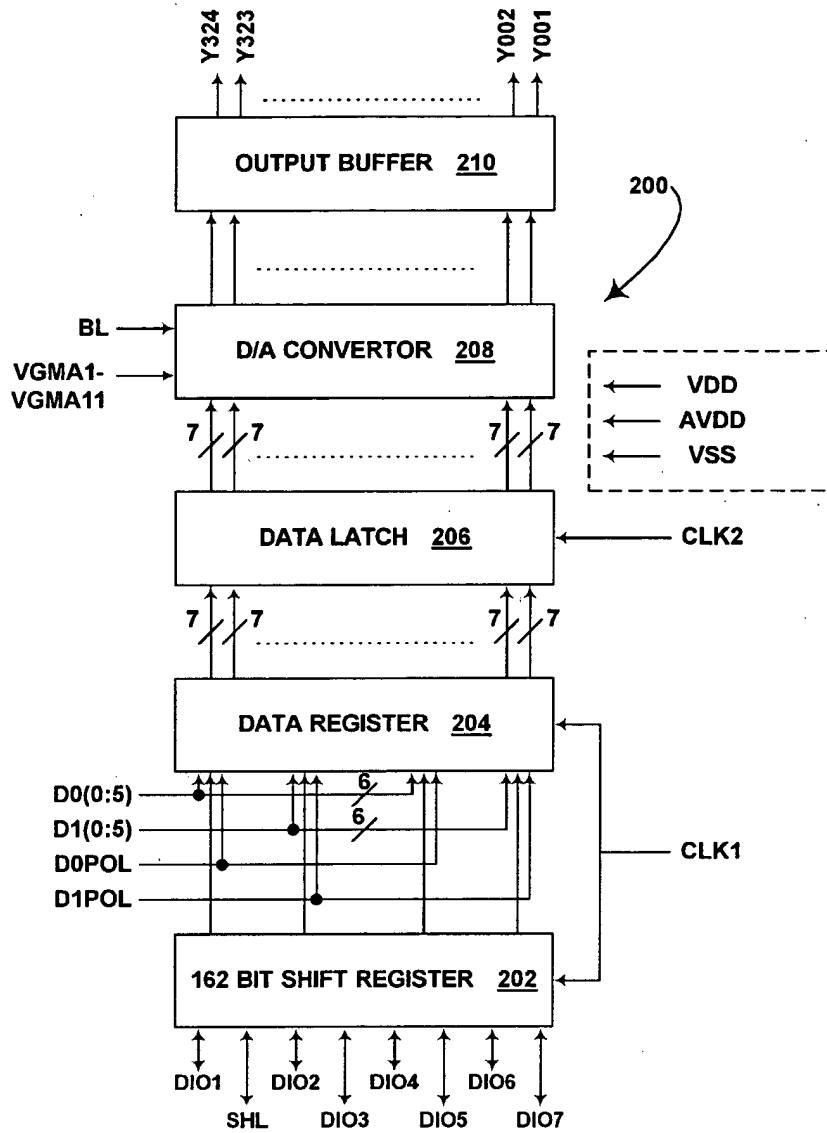 Y324 Y323 Y002 Y001
OUTPUT BUFFER 210
200
BL
VGMA1-
VGMA11
D/A CONVERTOR 208
VDD
AVDD
VSS
7 7 7 7
DATA LATCH 206
CLK2
7 7 7 7
DATA REGISTER 204
D0(0:5) 6
D1(0:5) 6
D0POL
CLK1
D1POL
162 BIT SHIFT REGISTER 202
DIO1 DIO2 DIO4 DIO6
SHL DIO3 DIO5 DIO7